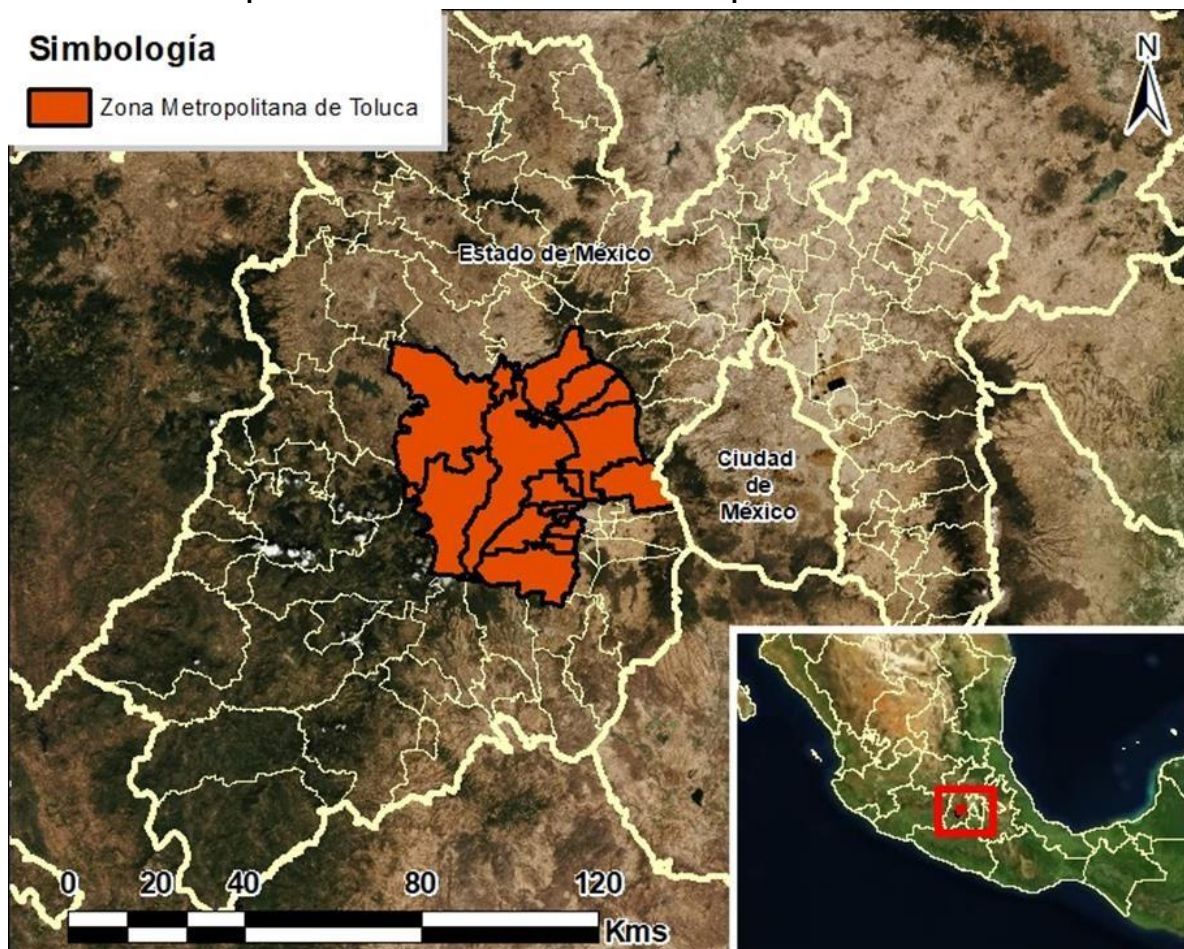 Simbología
Zona Metropolitana de Toluca
N
Estado de México
Ciudad
de
México
0 20 40 80 120
Kms